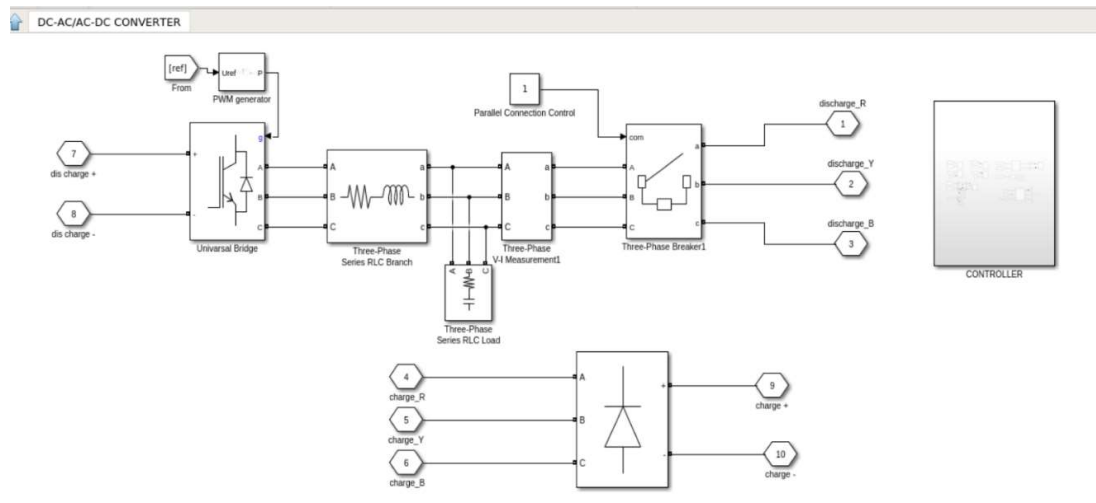 DC-AC/AC-DC CONVERTER
[ref]
From
Uref
P
PWM generator
1
Parallel Connection Control
7
dis charge +
8
dis charge -
+
-
g
A
B
C
Universal Bridge
A
B
C
a
b
c
Three-Phase
Series RLC Branch
A
B
C
a
b
c
Three-Phase
V-I Measurement1
com
A
B
C
a
b
c
Three-Phase Breaker1
discharge_R
1
discharge_Y
2
discharge_B
3
CONTROLLER
A
B
C
Three-Phase
Series RLC Load
4
charge_R
5
charge_Y
6
charge_B
A
B
C
+
-
9
charge +
10
charge -